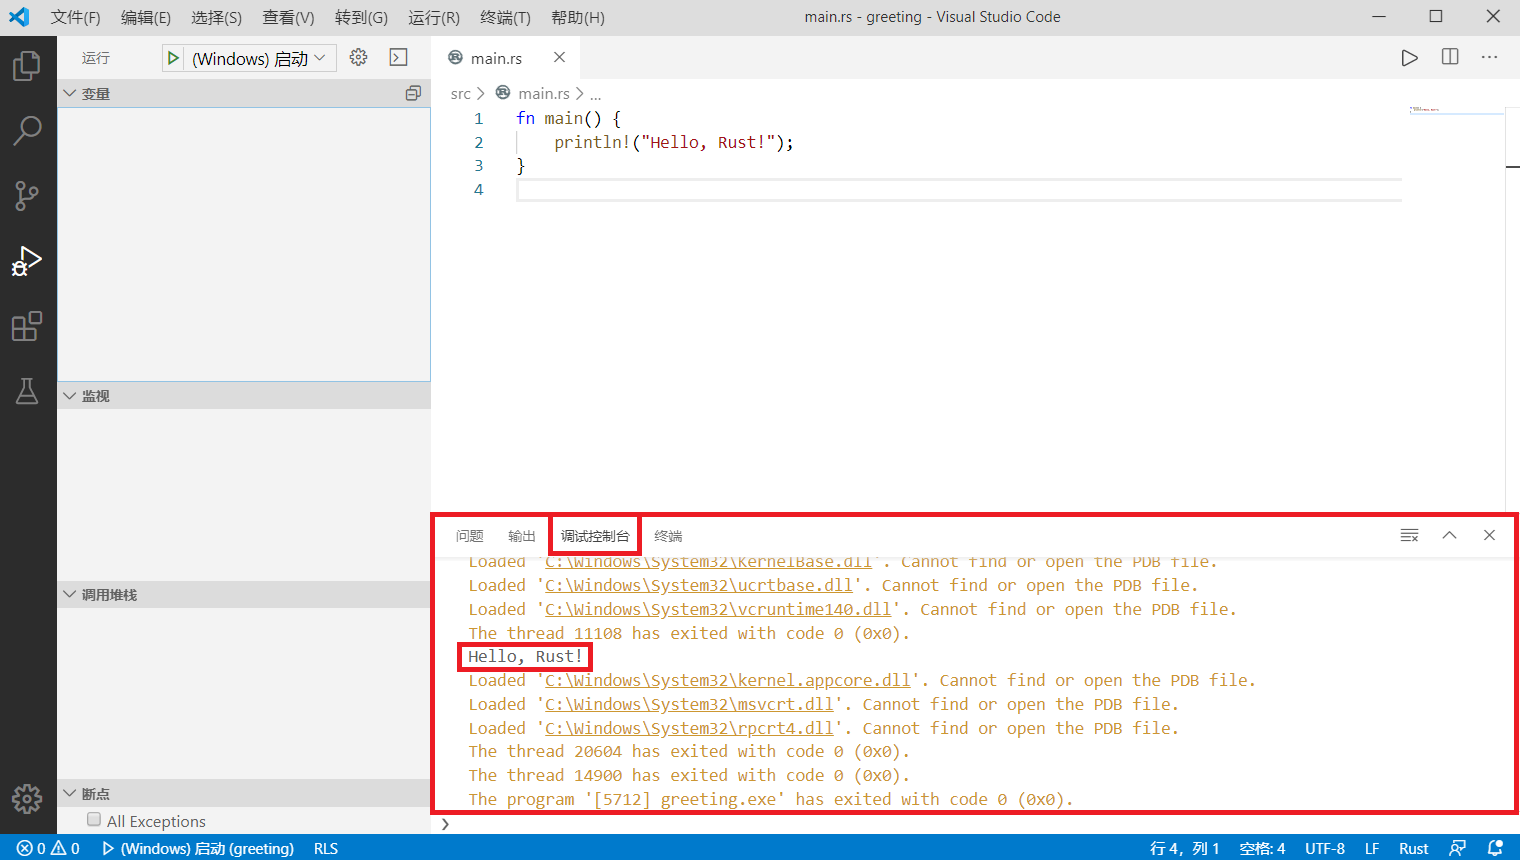 文件(F) 编辑(E) 选择(S) 查看(V) 转到(G) 运行(R) 终端(T) 帮助(H) main.rs - greeting - Visual Studio Code
运行 (Windows) 启动
变量
监视
调用堆栈
断点
All Exceptions
main.rs
src > main.rs > ...
1 fn main() {
2     println!("Hello, Rust!");
3 }
4
问题 输出 调试控制台 终端
Loaded 'C:\Windows\System32\KernelBase.dll'. Cannot find or open the PDB file.
Loaded 'C:\Windows\System32\ucrtbase.dll'. Cannot find or open the PDB file.
Loaded 'C:\Windows\System32\vcruntime140.dll'. Cannot find or open the PDB file.
The thread 11108 has exited with code 0 (0x0).
Hello, Rust!
Loaded 'C:\Windows\System32\kernel.appcore.dll'. Cannot find or open the PDB file.
Loaded 'C:\Windows\System32\msvcrt.dll'. Cannot find or open the PDB file.
Loaded 'C:\Windows\System32\rpcrt4.dll'. Cannot find or open the PDB file.
The thread 20604 has exited with code 0 (0x0).
The thread 14900 has exited with code 0 (0x0).
The program '[5712] greeting.exe' has exited with code 0 (0x0).
0 0 (Windows) 启动 (greeting) RLS 行 4，列 1 空格: 4 UTF-8 LF Rust